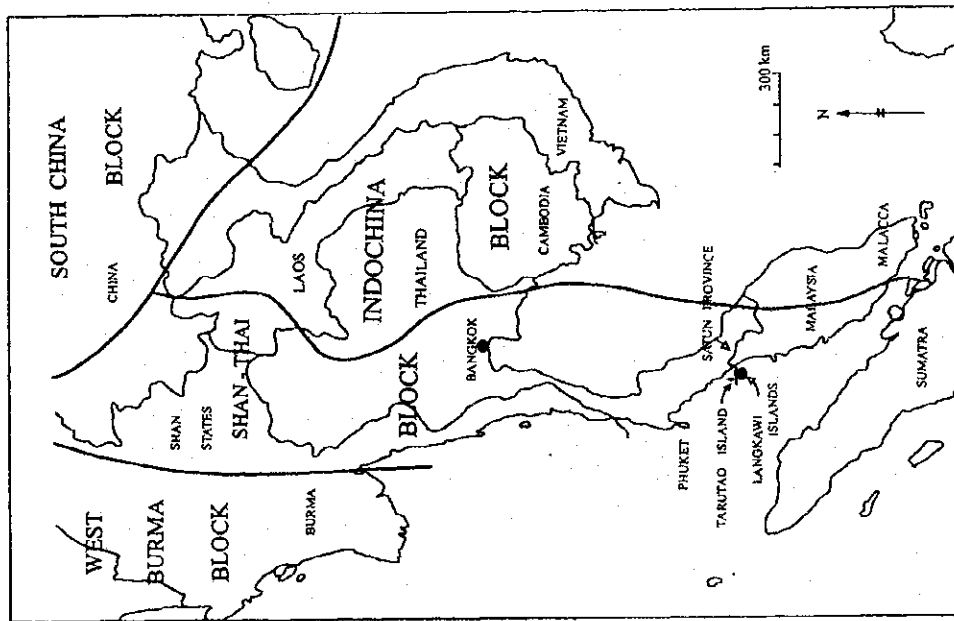 SOUTH CHINA
BLOCK
CHINA
WEST
BURMA
BLOCK
BURMA
SHAN
STATES
SHAN - THAI
BLOCK
LAOS
INDOCHINA
THAILAND
BLOCK
CAMBODIA
VIETNAM
BANGKOK
PHUKET
TARUTAO ISLAND
LANGKAWI
ISLANDS
SATUN PROVINCE
MALAYSIA
MALACCA
SUMATRA
300 km
N